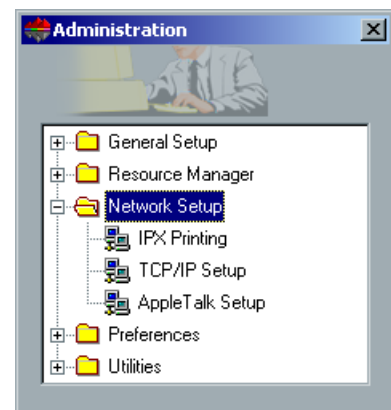 Administration
General Setup
Resource Manager
Network Setup
IPX Printing
TCP/IP Setup
AppleTalk Setup
Preferences
Utilities